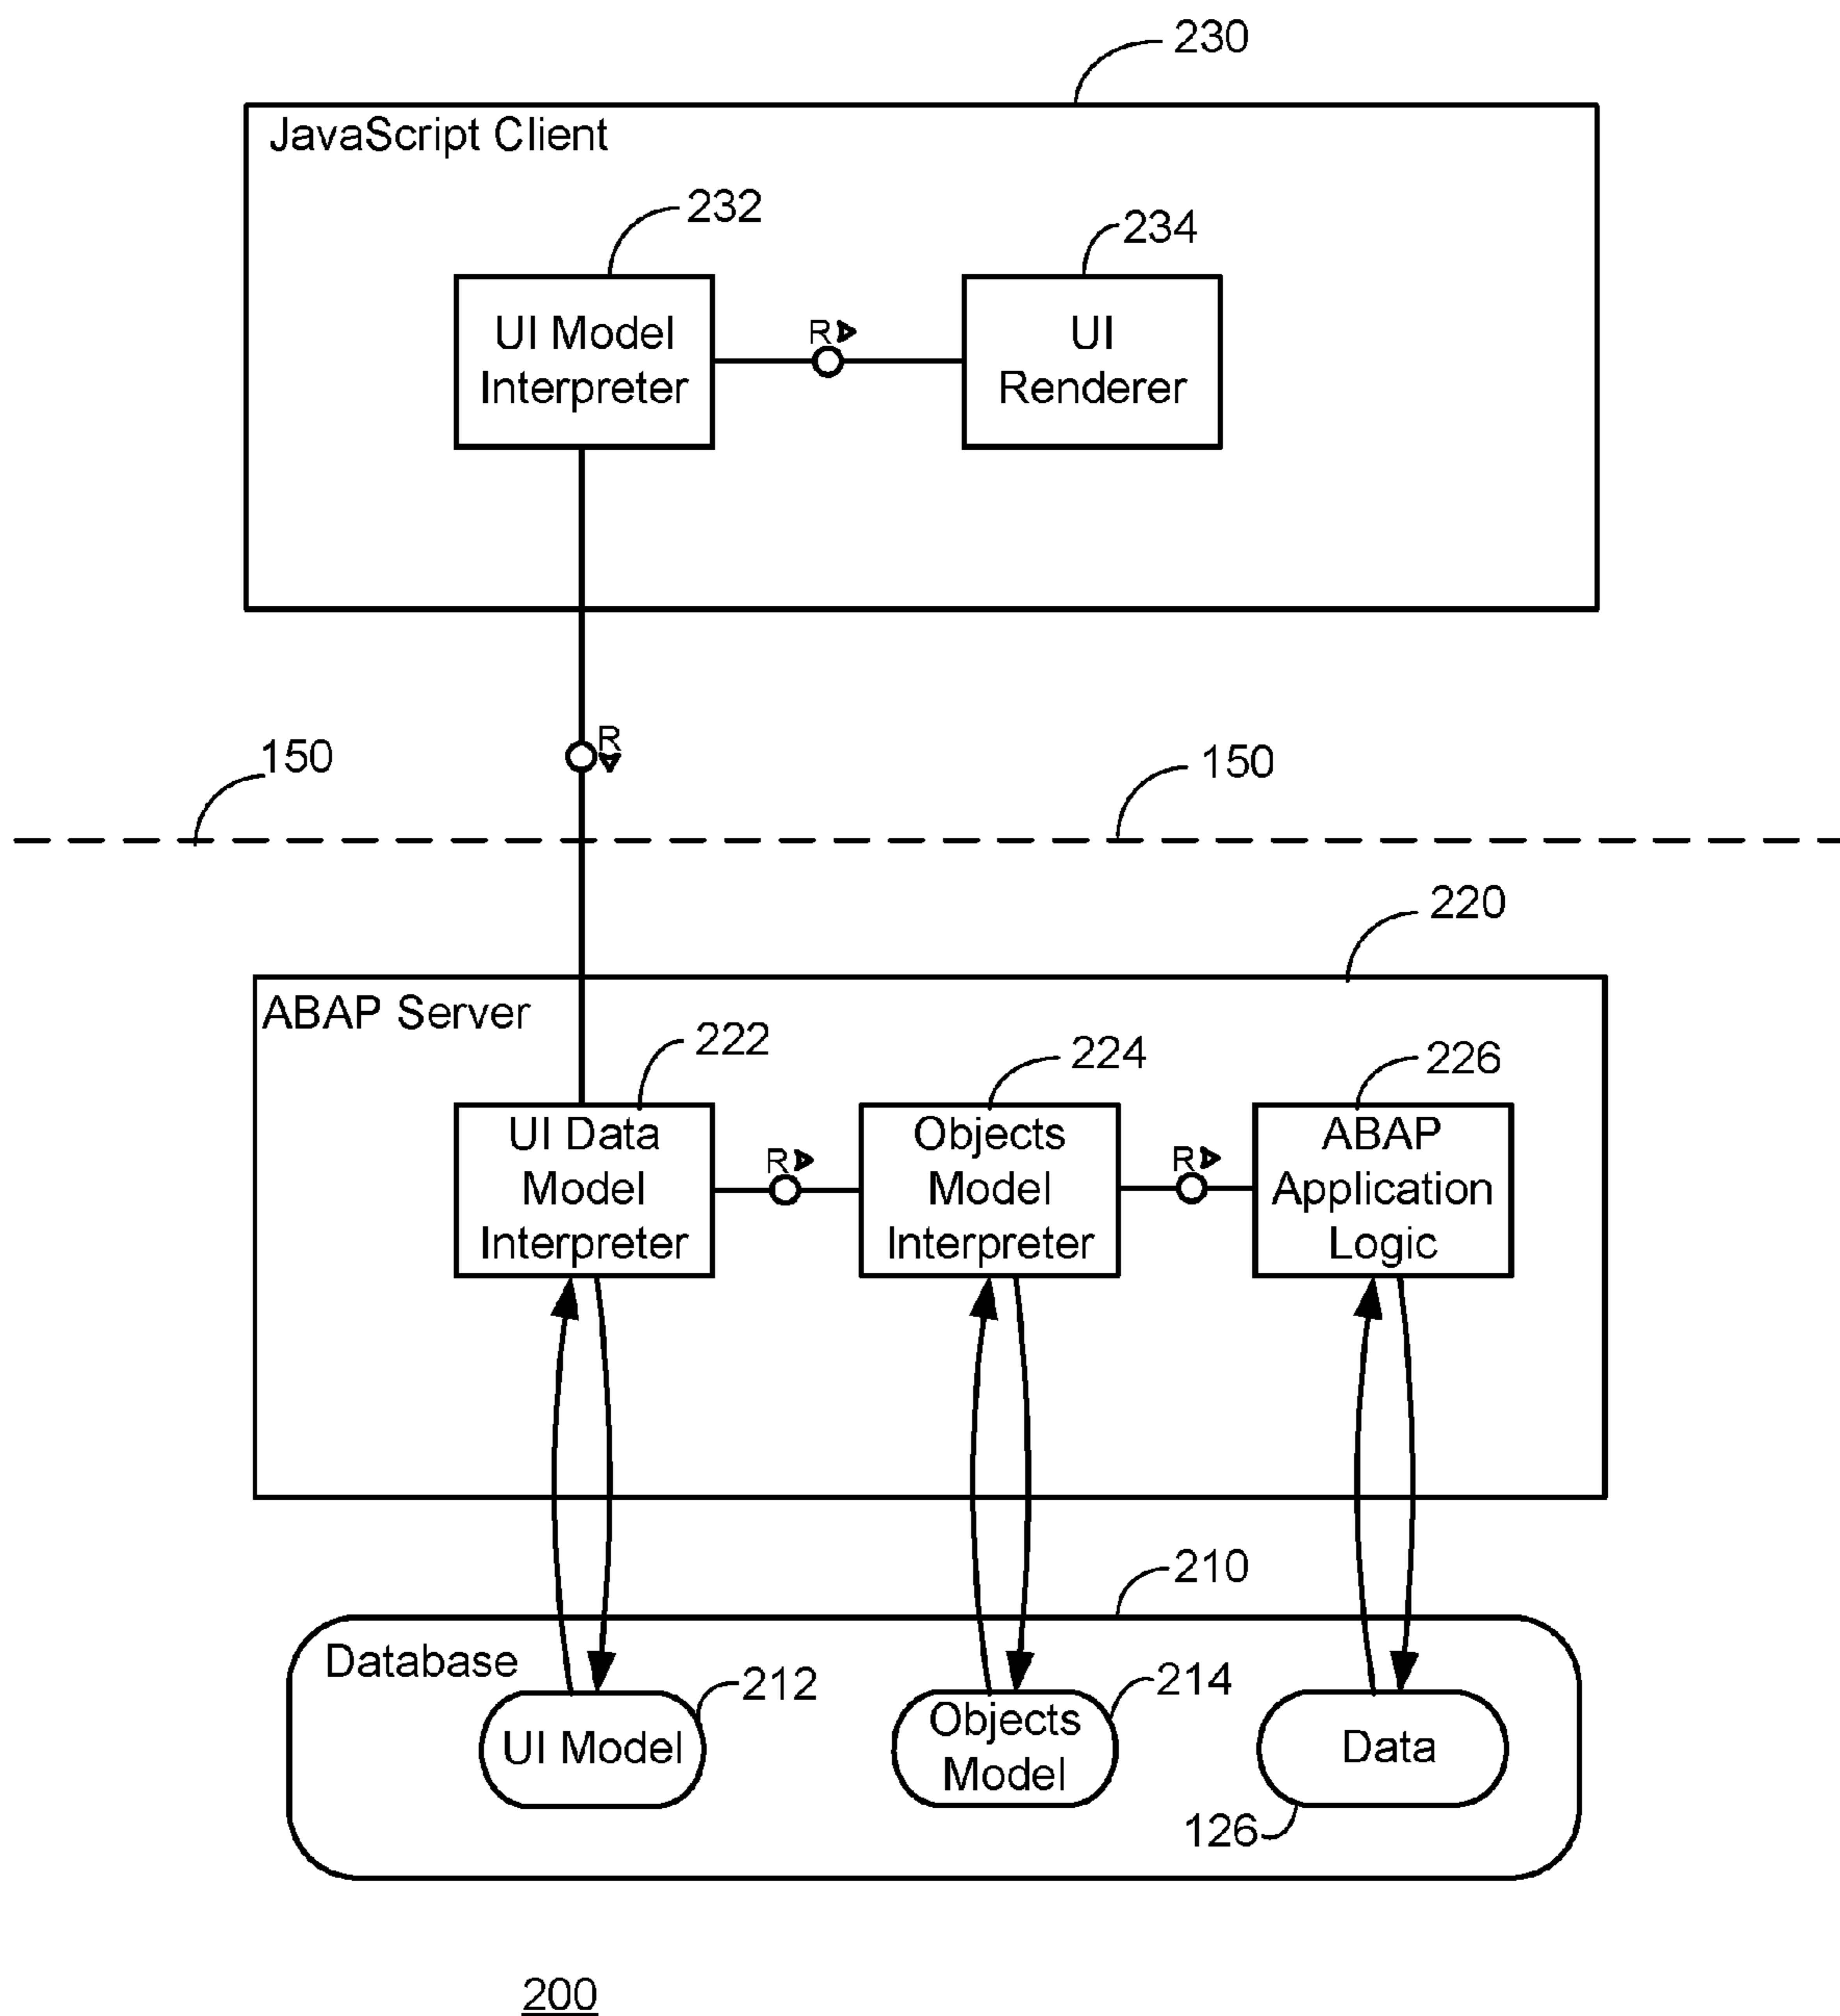 230
JavaScript Client
232
234
UI Model
Interpreter
R
UI
Renderer
R
150
150
220
ABAP Server
222
224
226
UI Data
Model
Interpreter
R
Objects
Model
Interpreter
R
ABAP
Application
Logic
210
Database
212
214
UI Model
Objects
Model
Data
126
200